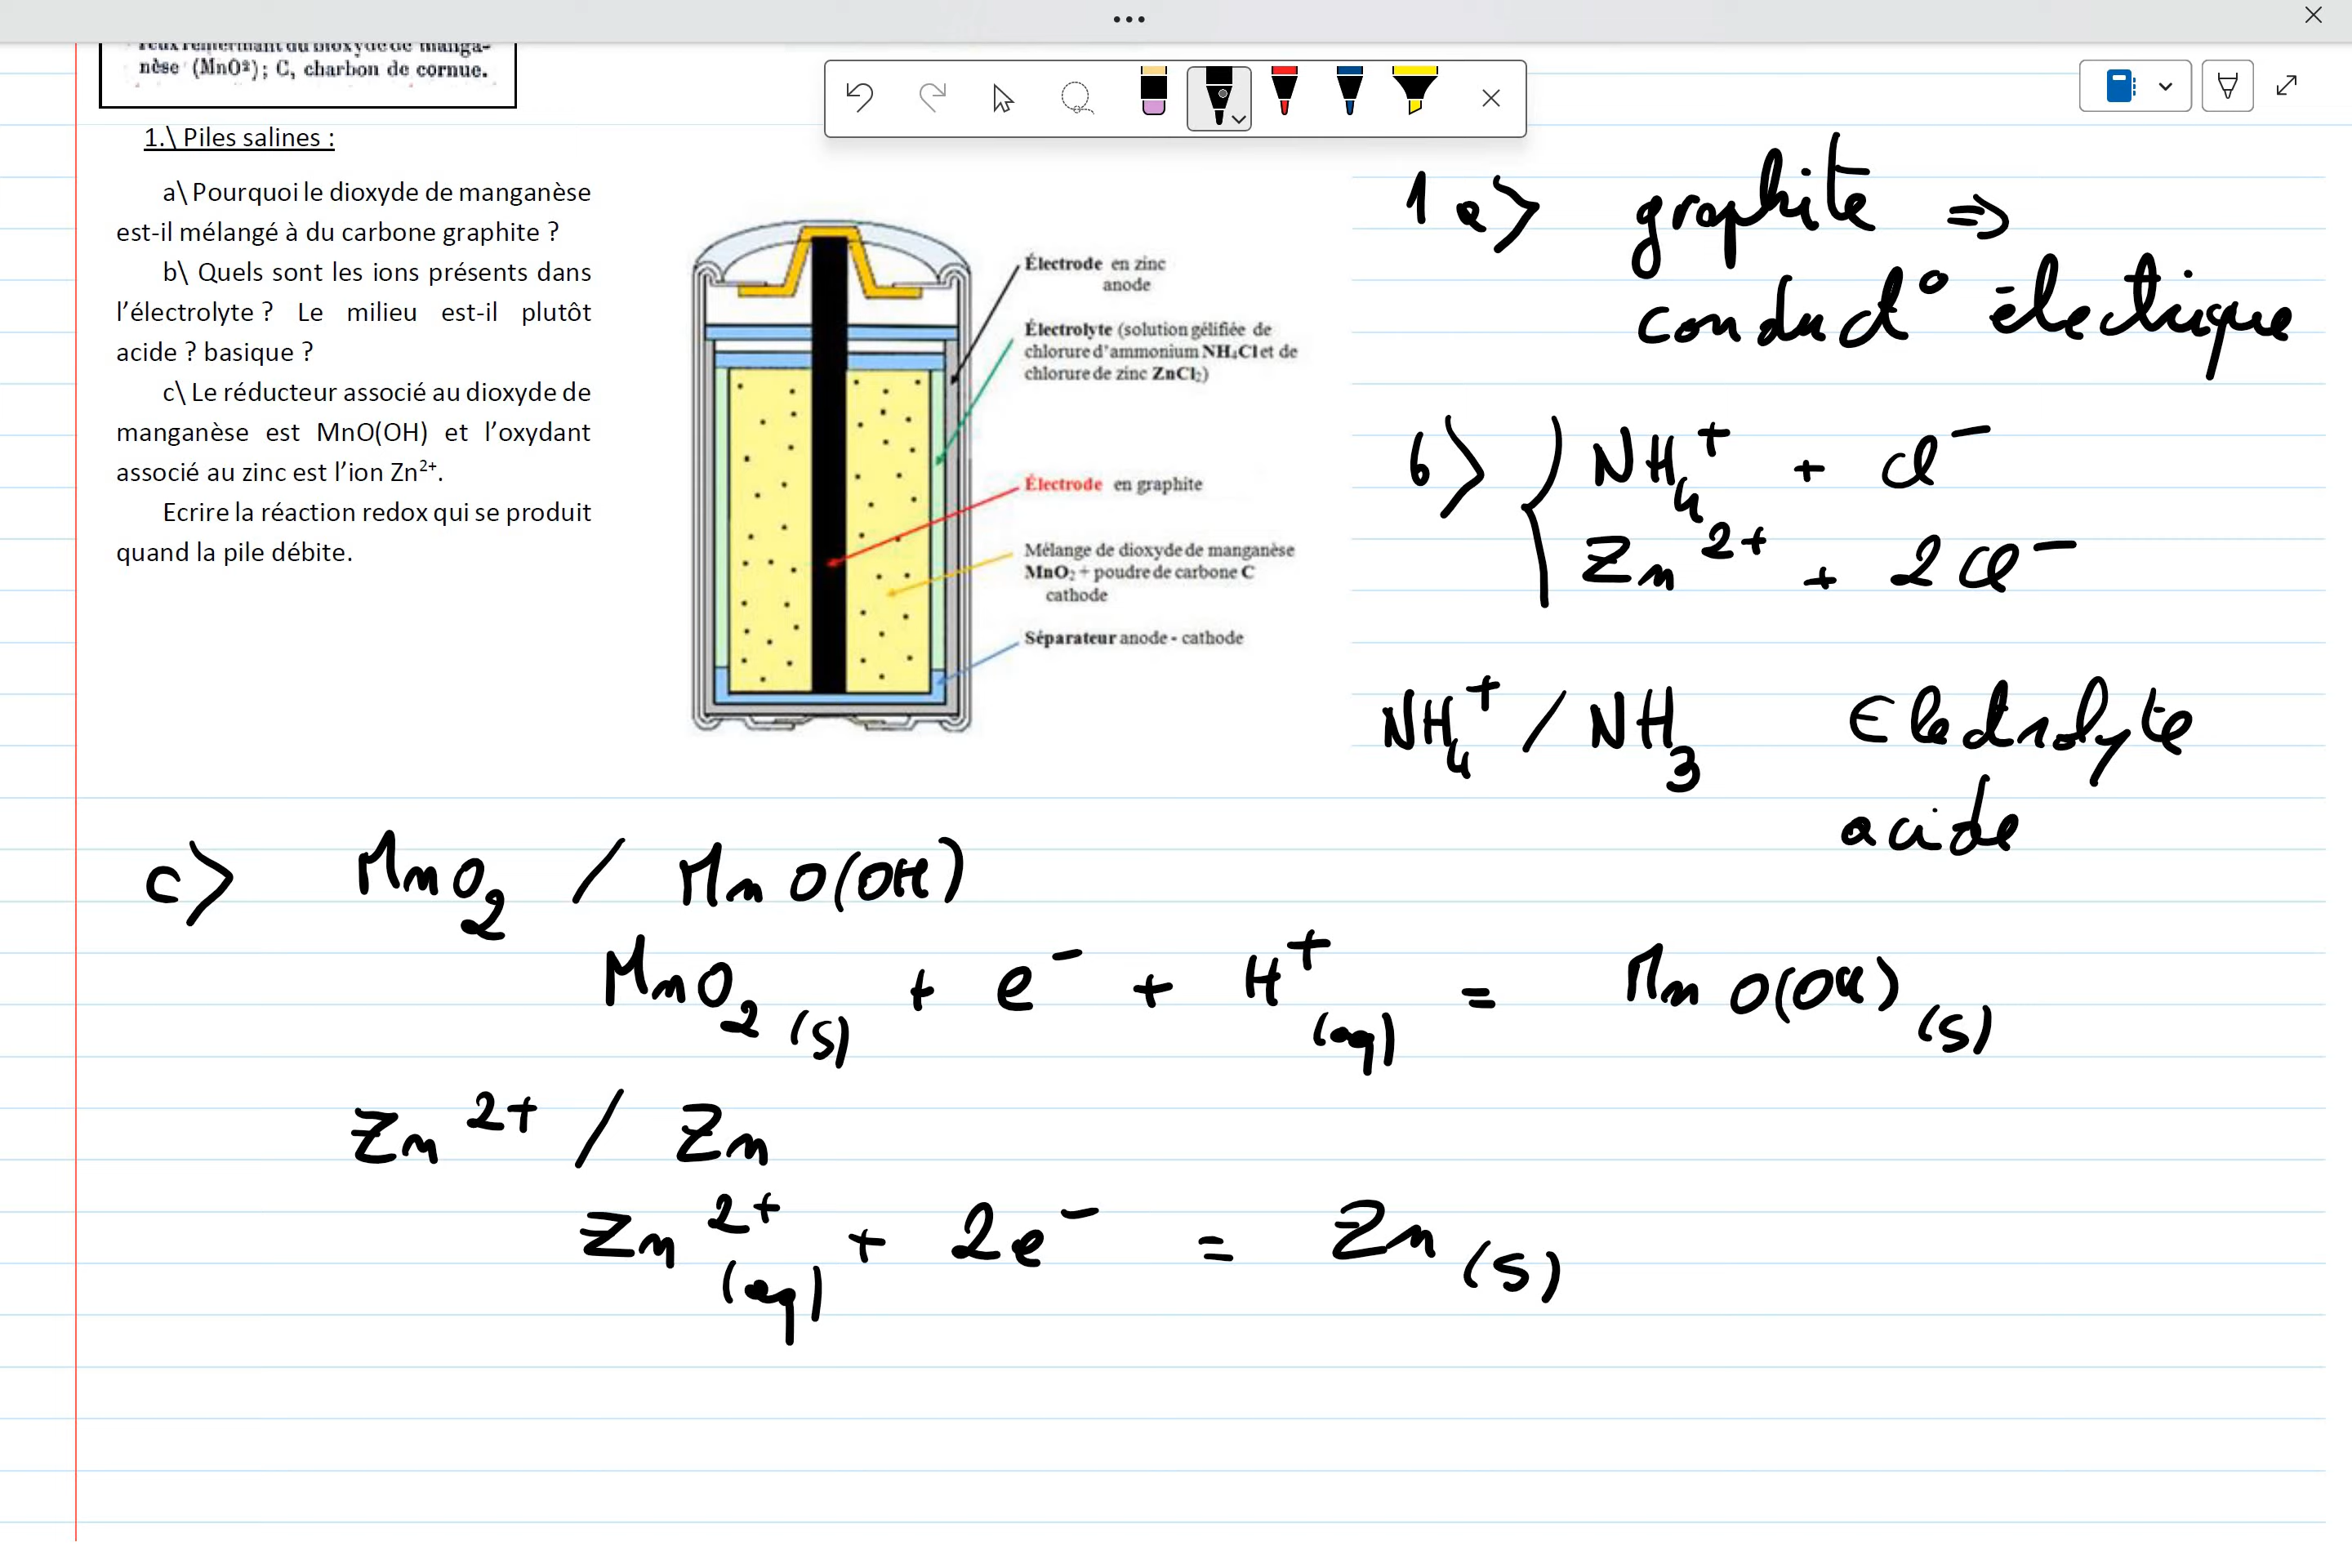 nèse (MnO²); C, charbon de cornue.
1.\ Piles salines :
a\ Pourquoi le dioxyde de manganèse
est-il mélangé à du carbone graphite ?
b\ Quels sont les ions présents dans
l'électrolyte ? Le milieu est-il plutôt
acide ? basique ?
c\ Le réducteur associé au dioxyde de
manganèse est MnO(OH) et l'oxydant
associé au zinc est l'ion Zn²⁺.
Ecrire la réaction redox qui se produit
quand la pile débite.
Électrode en zinc
anode
Électrolyte (solution gélifiée de
chlorure d'ammonium NH₄Cl et de
chlorure de zinc ZnCl₂)
Électrode en graphite
Mélange de dioxyde de manganèse
MnO₂ + poudre de carbone C
cathode
Séparateur anode - cathode
1 a> graphite ⇒
conduct° électrique
b> { NH₄⁺ + Cl⁻
Zn²⁺ + 2Cl⁻
NH₄⁺ / NH₃ Electrolyte
acide
c> MnO₂ / MnO(OH)
MnO₂ (s) + e⁻ + H⁺ (aq) = MnO(OH) (s)
Zn²⁺ / Zn
Zn²⁺ (aq) + 2e⁻ = Zn (s)